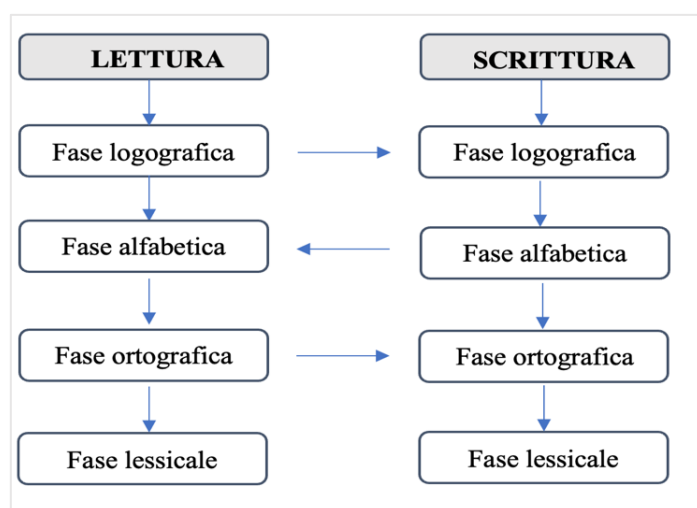 LETTURA
SCRITTURA
Fase logografica
Fase logografica
Fase alfabetica
Fase alfabetica
Fase ortografica
Fase ortografica
Fase lessicale
Fase lessicale